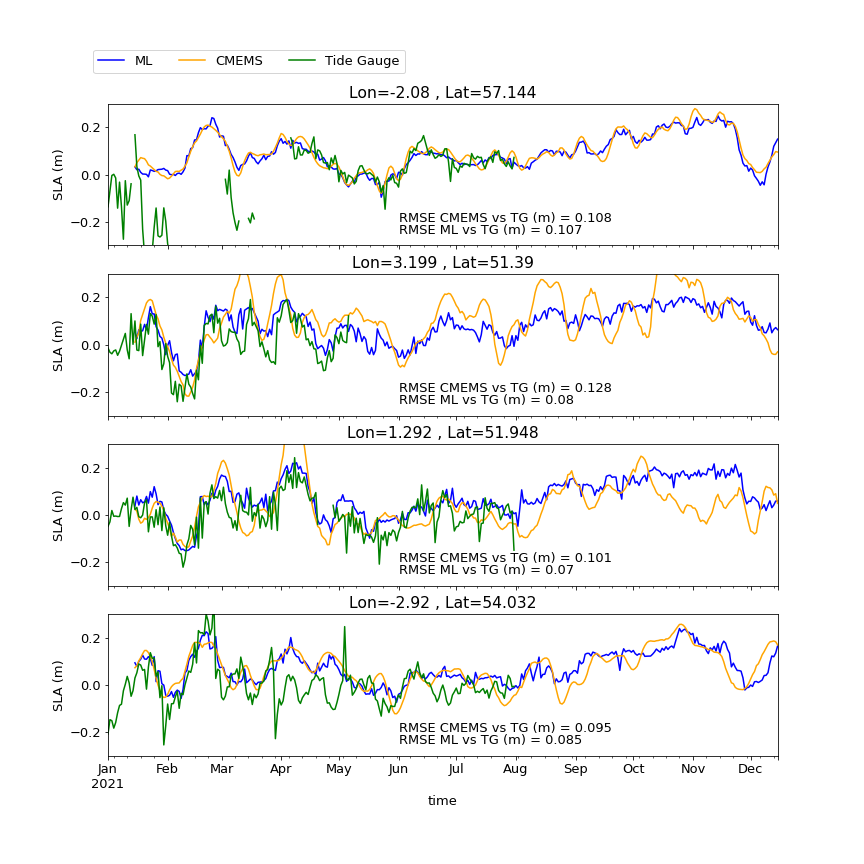 ML CMEMS Tide Gauge
Lon=-2.08 , Lat=57.144
0.2
0.0
−0.2
SLA (m)
RMSE CMEMS vs TG (m) = 0.108
RMSE ML vs TG (m) = 0.107
Lon=3.199 , Lat=51.39
0.2
0.0
−0.2
SLA (m)
RMSE CMEMS vs TG (m) = 0.128
RMSE ML vs TG (m) = 0.08
Lon=1.292 , Lat=51.948
0.2
0.0
−0.2
SLA (m)
RMSE CMEMS vs TG (m) = 0.101
RMSE ML vs TG (m) = 0.07
Lon=-2.92 , Lat=54.032
0.2
0.0
−0.2
SLA (m)
RMSE CMEMS vs TG (m) = 0.095
RMSE ML vs TG (m) = 0.085
Jan Feb Mar Apr May Jun Jul Aug Sep Oct Nov Dec
2021
time